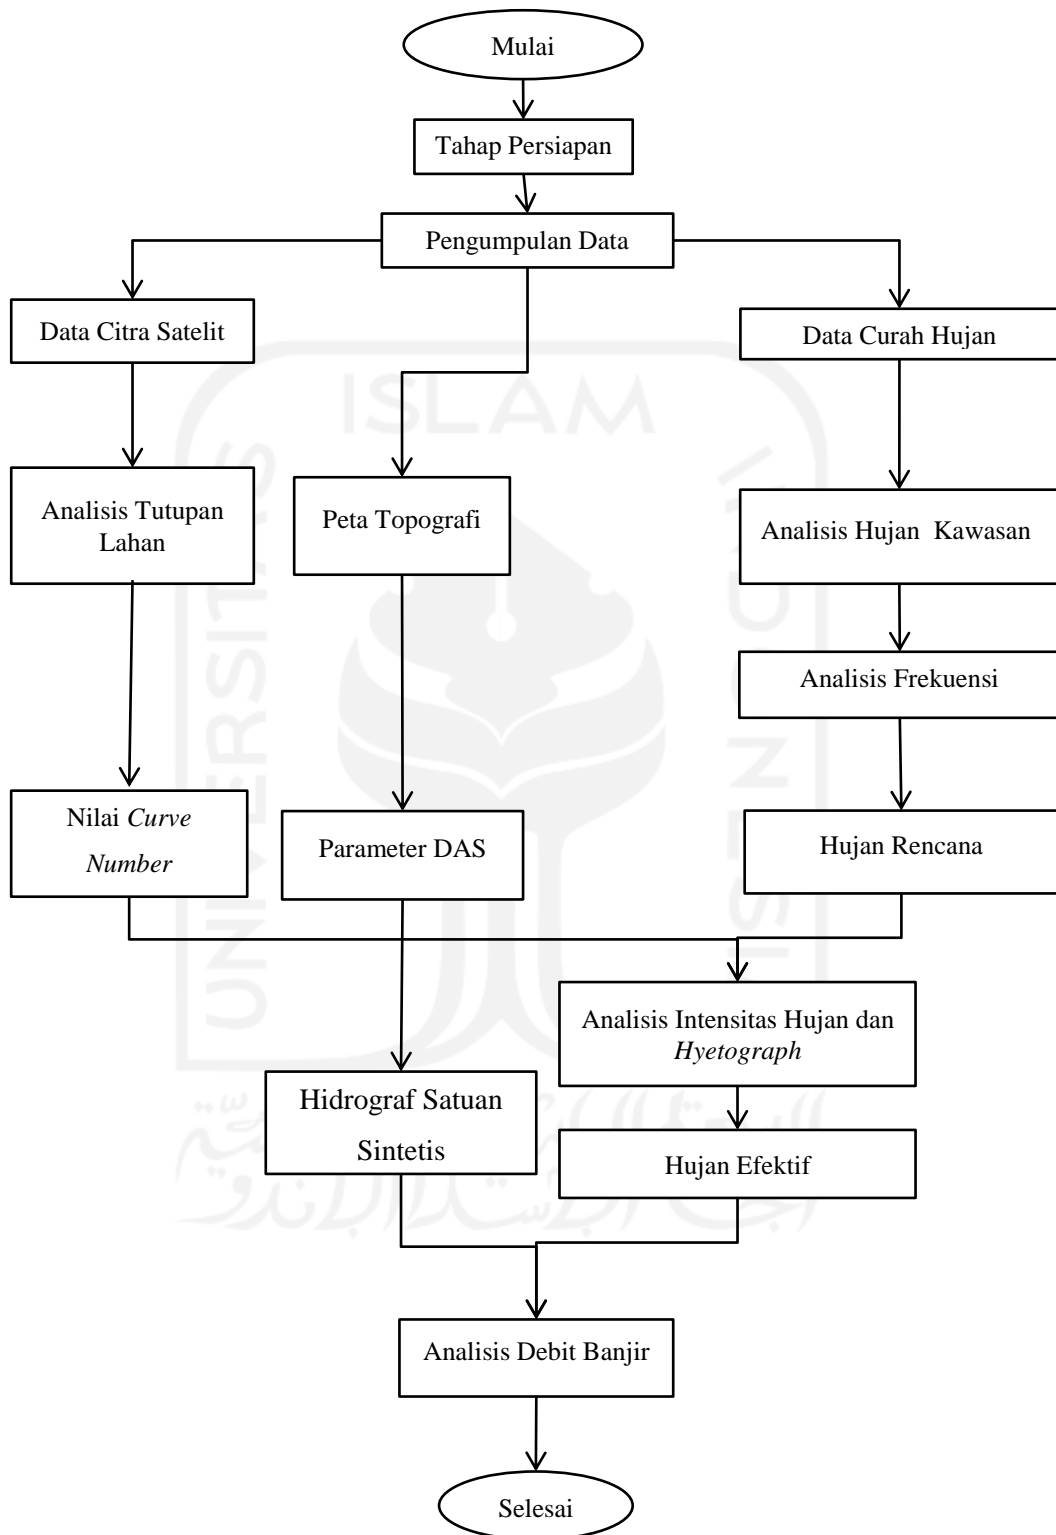 Mulai
Tahap Persiapan
Pengumpulan Data
Data Citra Satelit
Data Curah Hujan
Analisis Tutupan
Lahan
Peta Topografi
Analisis Hujan Kawasan
Analisis Frekuensi
Nilai Curve
Number
Parameter DAS
Hujan Rencana
Analisis Intensitas Hujan dan
Hyetograph
Hidrograf Satuan
Sintetis
Hujan Efektif
Analisis Debit Banjir
Selesai
UNIVERSITAS
ISLAM